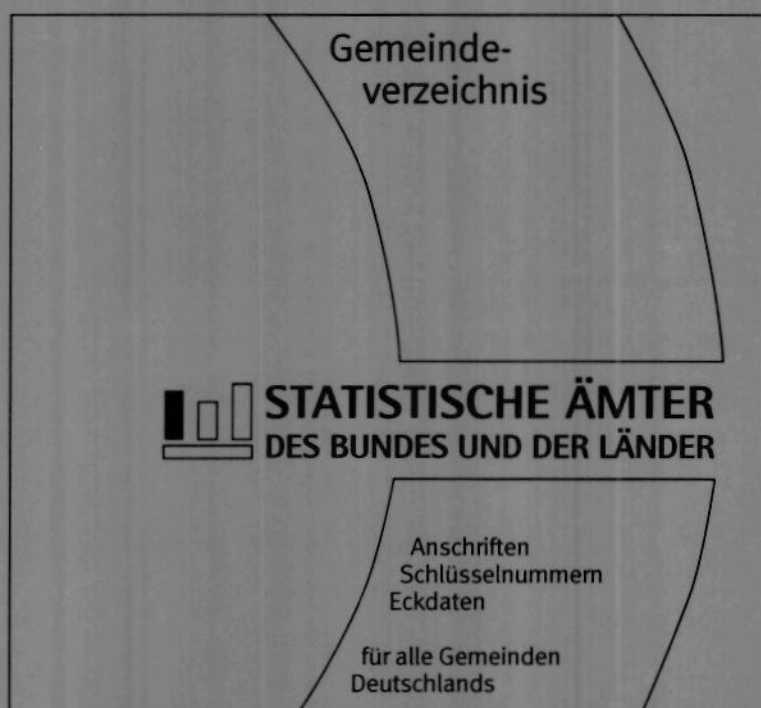 Gemeinde-
verzeichnis
STATISTISCHE ÄMTER
DES BUNDES UND DER LÄNDER
Anschriften
Schlüsselnummern
Eckdaten
für alle Gemeinden
Deutschlands